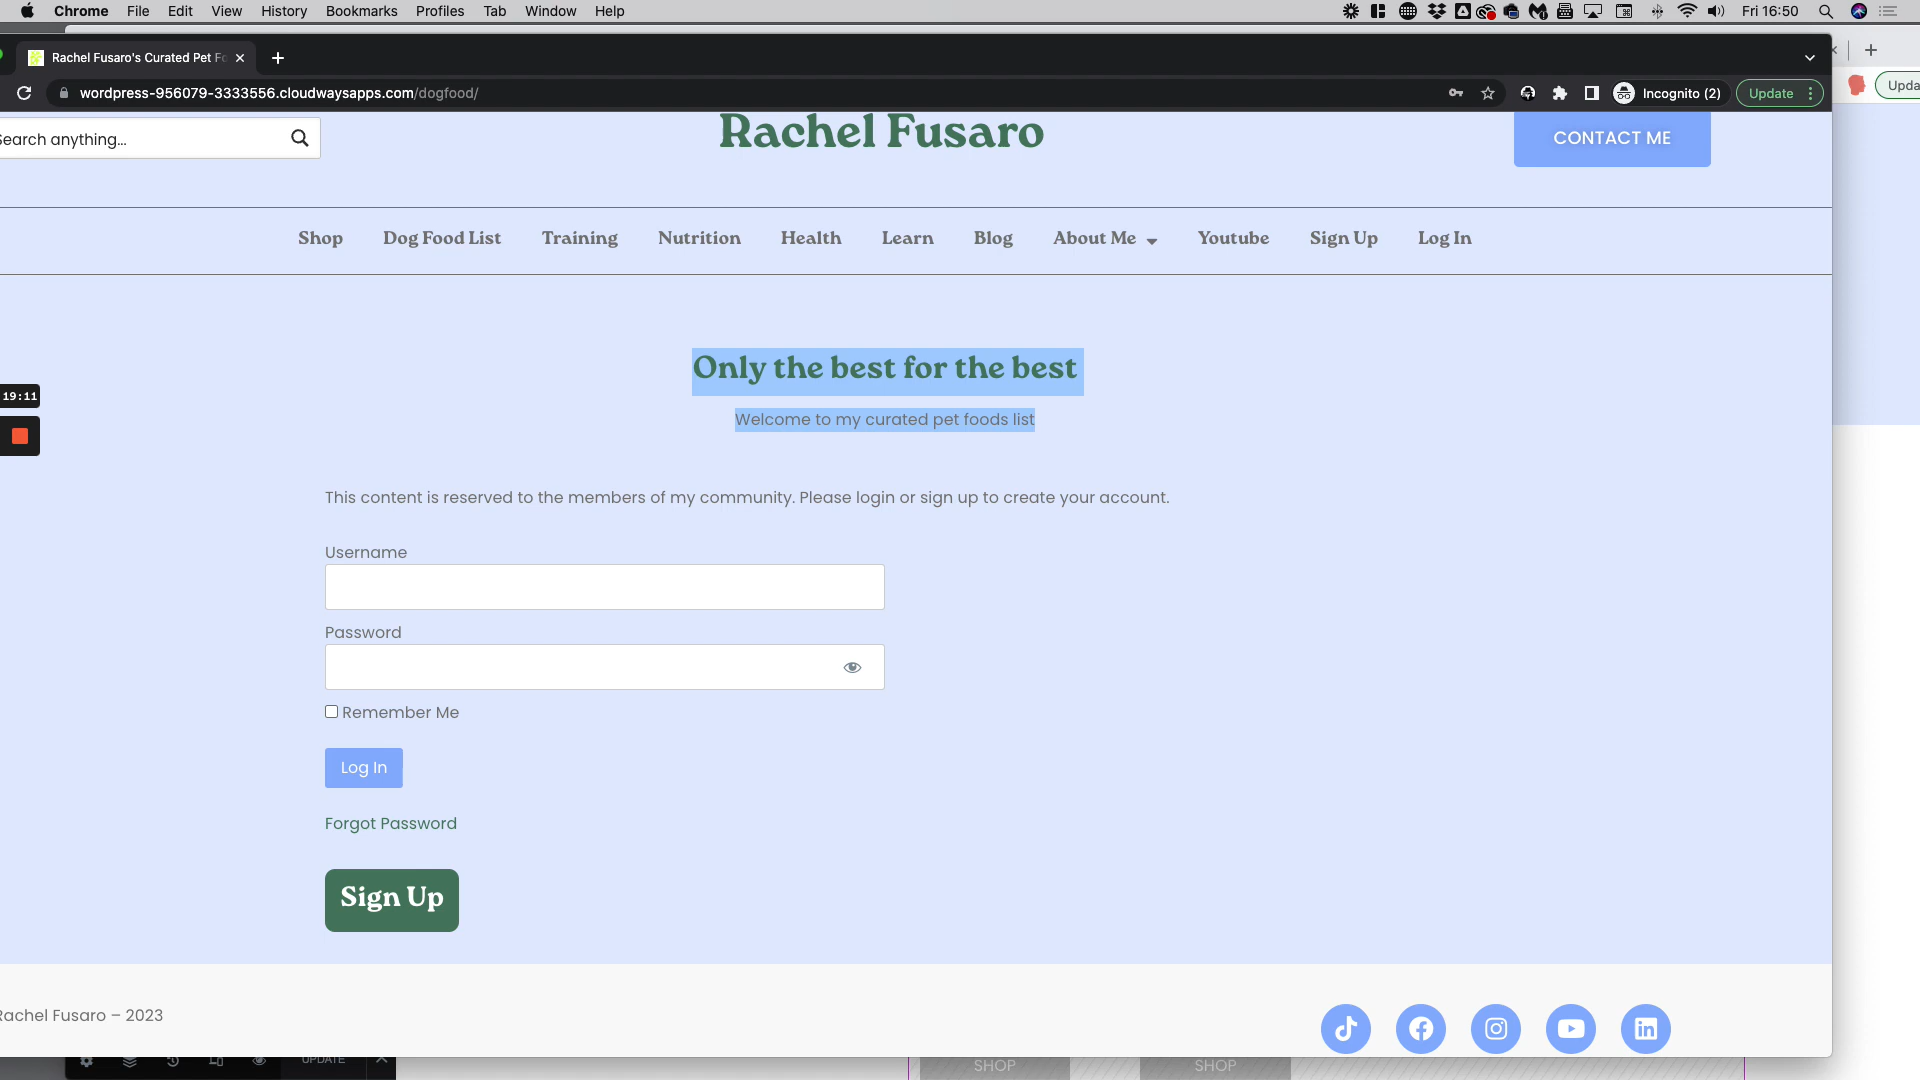 Chrome File Edit View History Bookmarks Profiles Tab Window Help Fri 16:50
Rachel Fusaro's Curated Pet Fo
wordpress-956079-3333556.cloudwaysapps.com/dogfood/ Incognito (2) Update
Upda
Search anything...
Rachel Fusaro
CONTACT ME
Shop Dog Food List Training Nutrition Health Learn Blog About Me Youtube Sign Up Log In
Only the best for the best
19:11
Welcome to my curated pet foods list
This content is reserved to the members of my community. Please login or sign up to create your account.
Username
Password
Remember Me
Log In
Forgot Password
Sign Up
Rachel Fusaro – 2023
UPDATE
SHOP SHOP